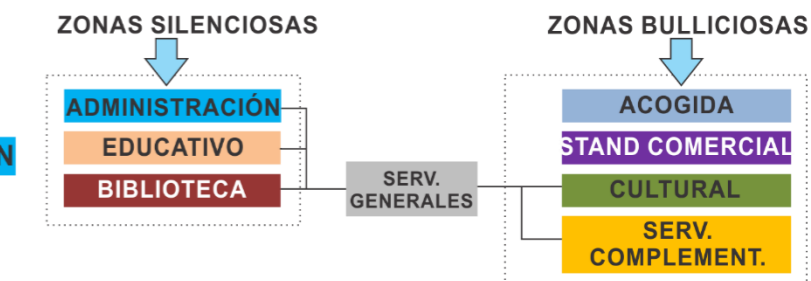 ZONAS SILENCIOSAS
ADMINISTRACIÓN
EDUCATIVO
BIBLIOTECA
SERV.
GENERALES
ZONAS BULLICIOSAS
ACOGIDA
STAND COMERCIAL
CULTURAL
SERV.
COMPLEMENT.